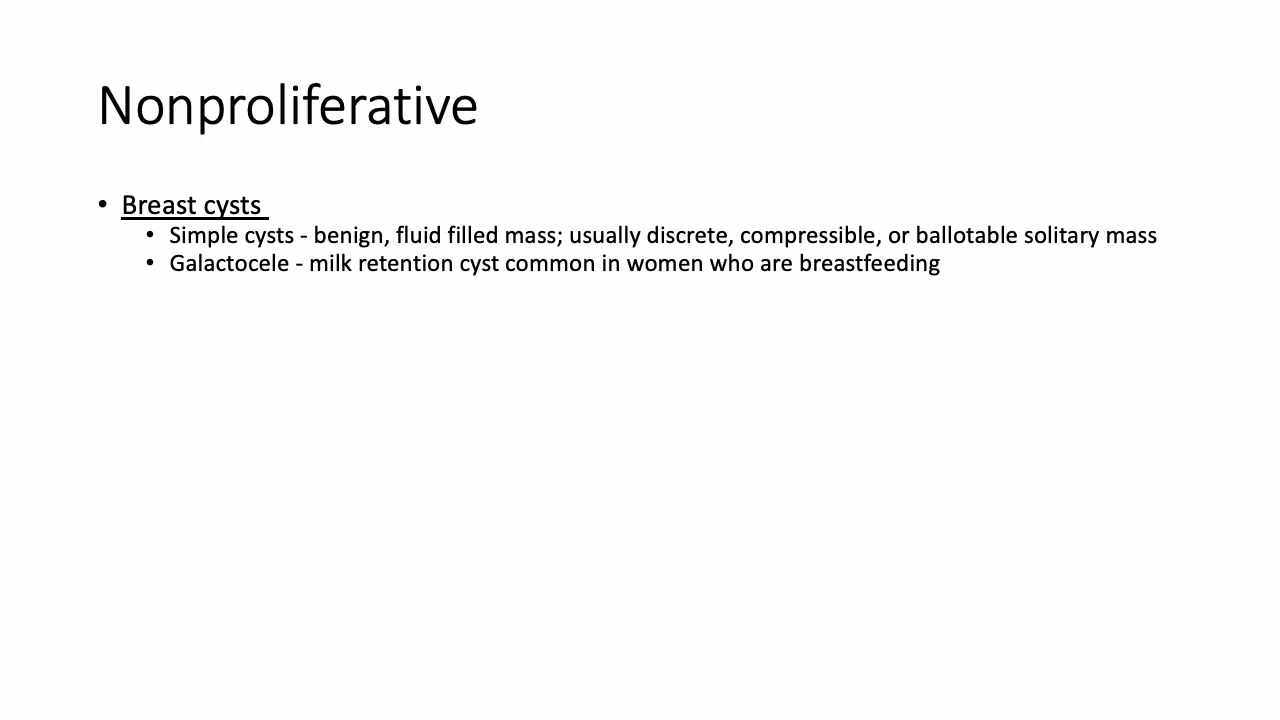 Nonproliferative
• Breast cysts
• Simple cysts - benign, fluid filled mass; usually discrete, compressible, or ballotable solitary mass
• Galactocele - milk retention cyst common in women who are breastfeeding